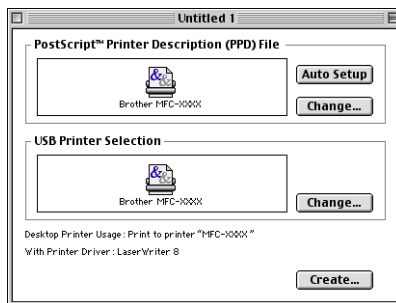 Untitled 1
PostScript™ Printer Description (PPD) File
Auto Setup
Brother MFC-XXXX
Change...
USB Printer Selection
Brother MFC-XXXX
Change...
Desktop Printer Usage : Print to printer "MFC-XXXX "
With Printer Driver : LaserWriter 8
Create...